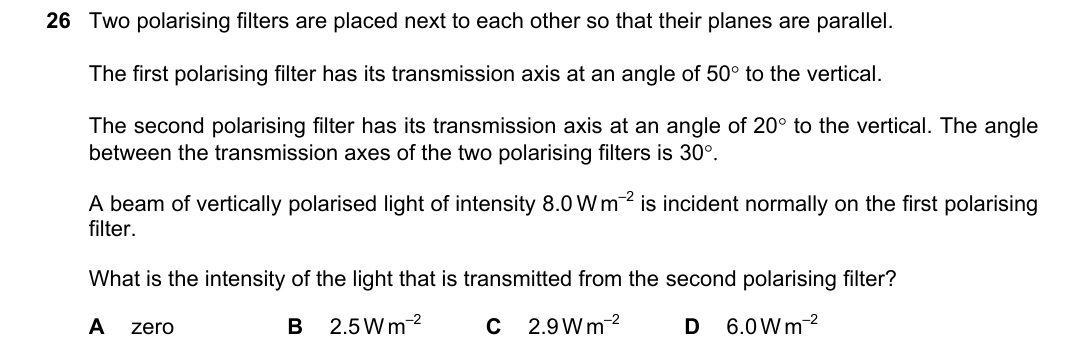 26 Two polarising filters are placed next to each other so that their planes are parallel.
The first polarising filter has its transmission axis at an angle of 50° to the vertical.
The second polarising filter has its transmission axis at an angle of 20° to the vertical. The angle
between the transmission axes of the two polarising filters is 30°.
A beam of vertically polarised light of intensity 8.0 W m⁻² is incident normally on the first polarising
filter.
What is the intensity of the light that is transmitted from the second polarising filter?
A zero B 2.5 W m⁻² C 2.9 W m⁻² D 6.0 W m⁻²